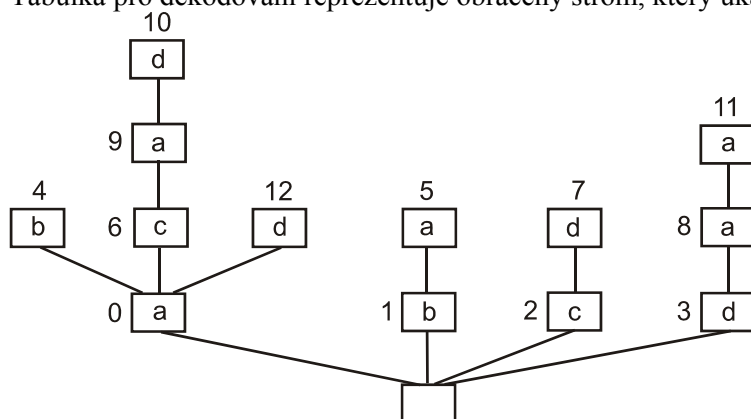 Tabulka pro dekódování reprezentuje obrácený strom, který uka
10
d
11
9 a
a
4
12
5
7
b
6 c
d
a
d
8 a
0 a
1 b
2 c
3 d